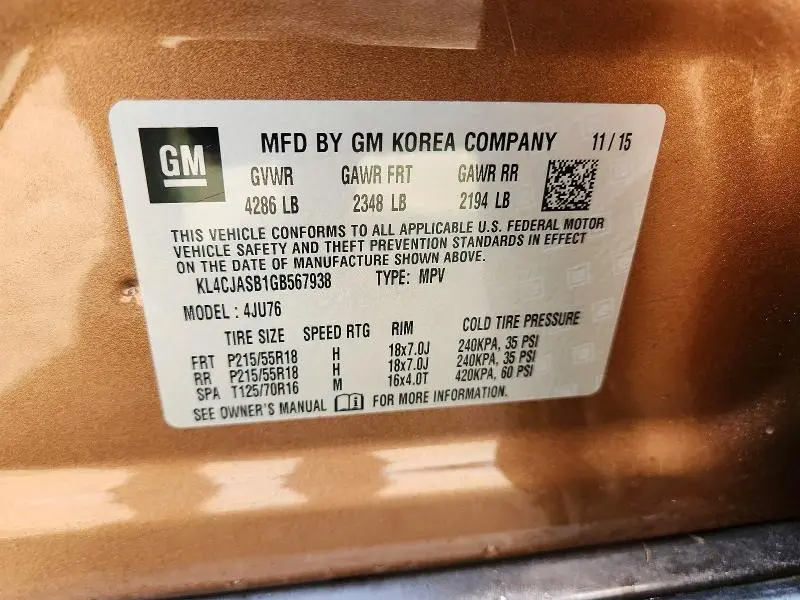 GM
MFD BY GM KOREA COMPANY 11 / 15
GVWR GAWR FRT GAWR RR
4286 LB 2348 LB 2194 LB
THIS VEHICLE CONFORMS TO ALL APPLICABLE U.S. FEDERAL MOTOR
VEHICLE SAFETY AND THEFT PREVENTION STANDARDS IN EFFECT
ON THE DATE OF MANUFACTURE SHOWN ABOVE.
KL4CJASB1GB567938 TYPE: MPV
MODEL : 4JU76
TIRE SIZE SPEED RTG RIM COLD TIRE PRESSURE
FRT P215/55R18 H 18x7.0J 240KPA, 35 PSI
RR P215/55R18 H 18x7.0J 240KPA, 35 PSI
SPA T125/70R16 M 16x4.0T 420KPA, 60 PSI
SEE OWNER'S MANUAL FOR MORE INFORMATION.